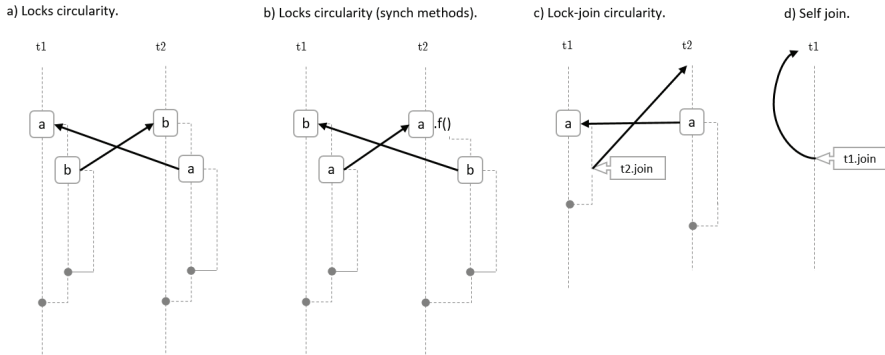 a) Locks circularity.
b) Locks circularity (synch methods).
c) Lock-join circularity.
d) Self join.
t1
t2
t1
t2
t1
t2
t1
a
b
b
a
b
a
.f()
a
b
a
a
t2.join
t1.join